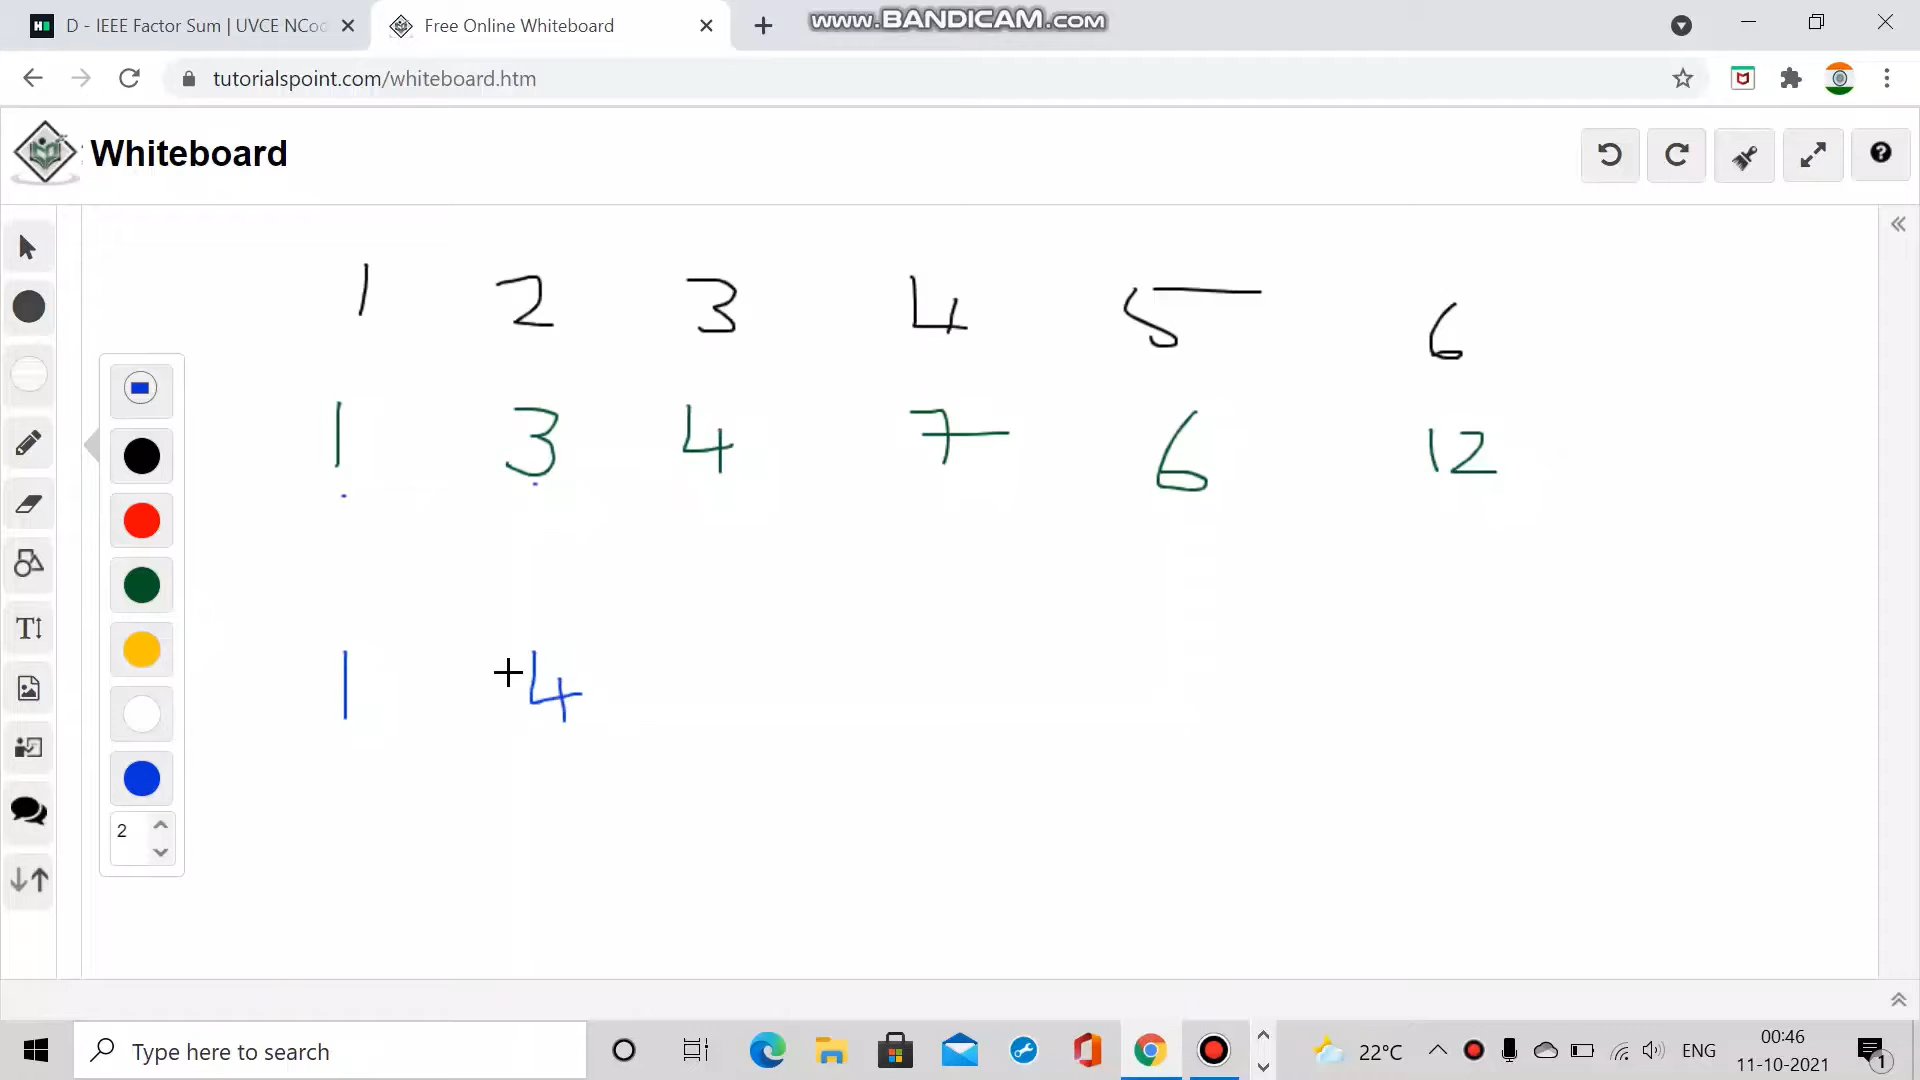 D - IEEE Factor Sum | UVCE NCod
Free Online Whiteboard
www.BANDICAM.com
tutorialspoint.com/whiteboard.htm
Whiteboard
1 2 3 4 5 6
1 3 4 7 6 12
1 4
2
Type here to search
22°C
ENG
00:46
11-10-2021
1